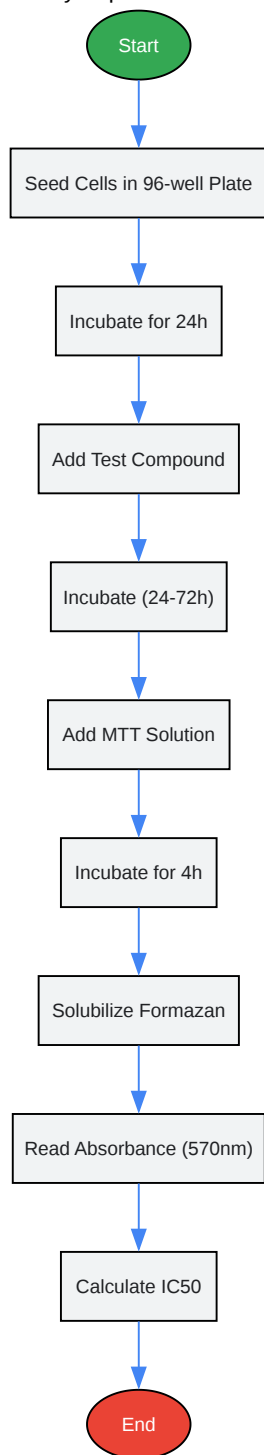 Start
Seed Cells in 96-well Plate
Incubate for 24h
Add Test Compound
Incubate (24-72h)
Add MTT Solution
Incubate for 4h
Solubilize Formazan
Read Absorbance (570nm)
Calculate IC50
End